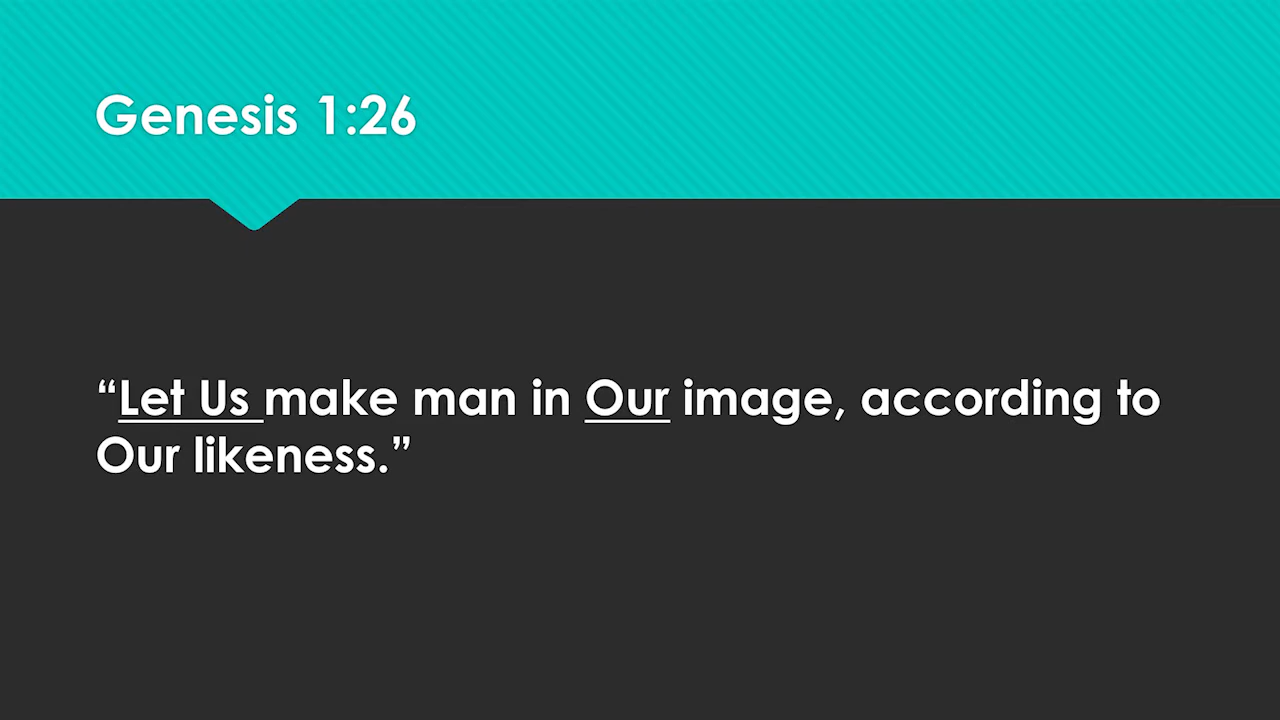 Genesis 1:26
“Let Us make man in Our image, according to
Our likeness.”